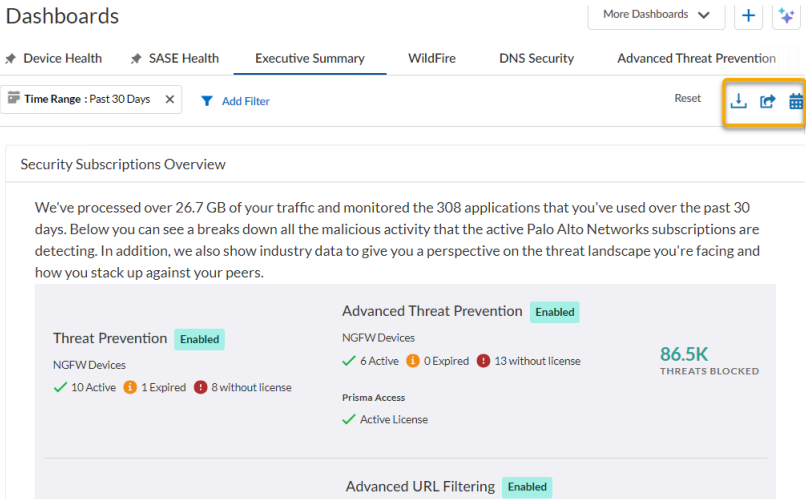 Dashboards
More Dashboards
Device Health SASE Health Executive Summary WildFire DNS Security Advanced Threat Prevention
Time Range : Past 30 Days Add Filter Reset
Security Subscriptions Overview
We've processed over 26.7 GB of your traffic and monitored the 308 applications that you've used over the past 30
days. Below you can see a breaks down all the malicious activity that the active Palo Alto Networks subscriptions are
detecting. In addition, we also show industry data to give you a perspective on the threat landscape you're facing and
how you stack up against your peers.
Threat Prevention Enabled
NGFW Devices
10 Active 1 Expired 8 without license
Advanced Threat Prevention Enabled
NGFW Devices
6 Active 0 Expired 13 without license
Prisma Access
Active License
86.5K
THREATS BLOCKED
Advanced URL Filtering Enabled